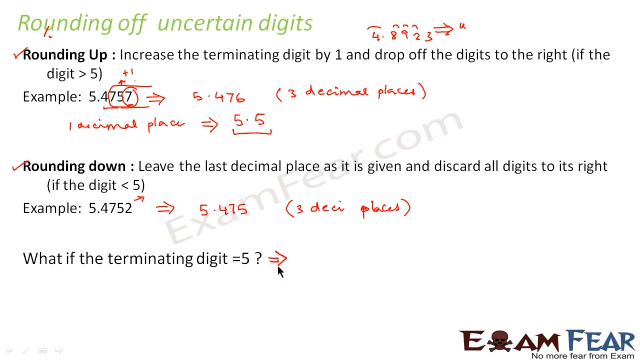 Rounding off uncertain digits
4.8923 ⇒
Rounding Up : Increase the terminating digit by 1 and drop off the digits to the right (if the
digit > 5)
+1
Example: 5.4757 ⇒ 5.476 (3 decimal places)
1 decimal place ⇒ 5.5
Rounding down : Leave the last decimal place as it is given and discard all digits to its right
(if the digit < 5)
Example: 5.4752 ⇒ 5.475 (3 deci places)
What if the terminating digit =5 ? ⇒
ExamFear.com
EXAM FEAR
No more fear from Exam